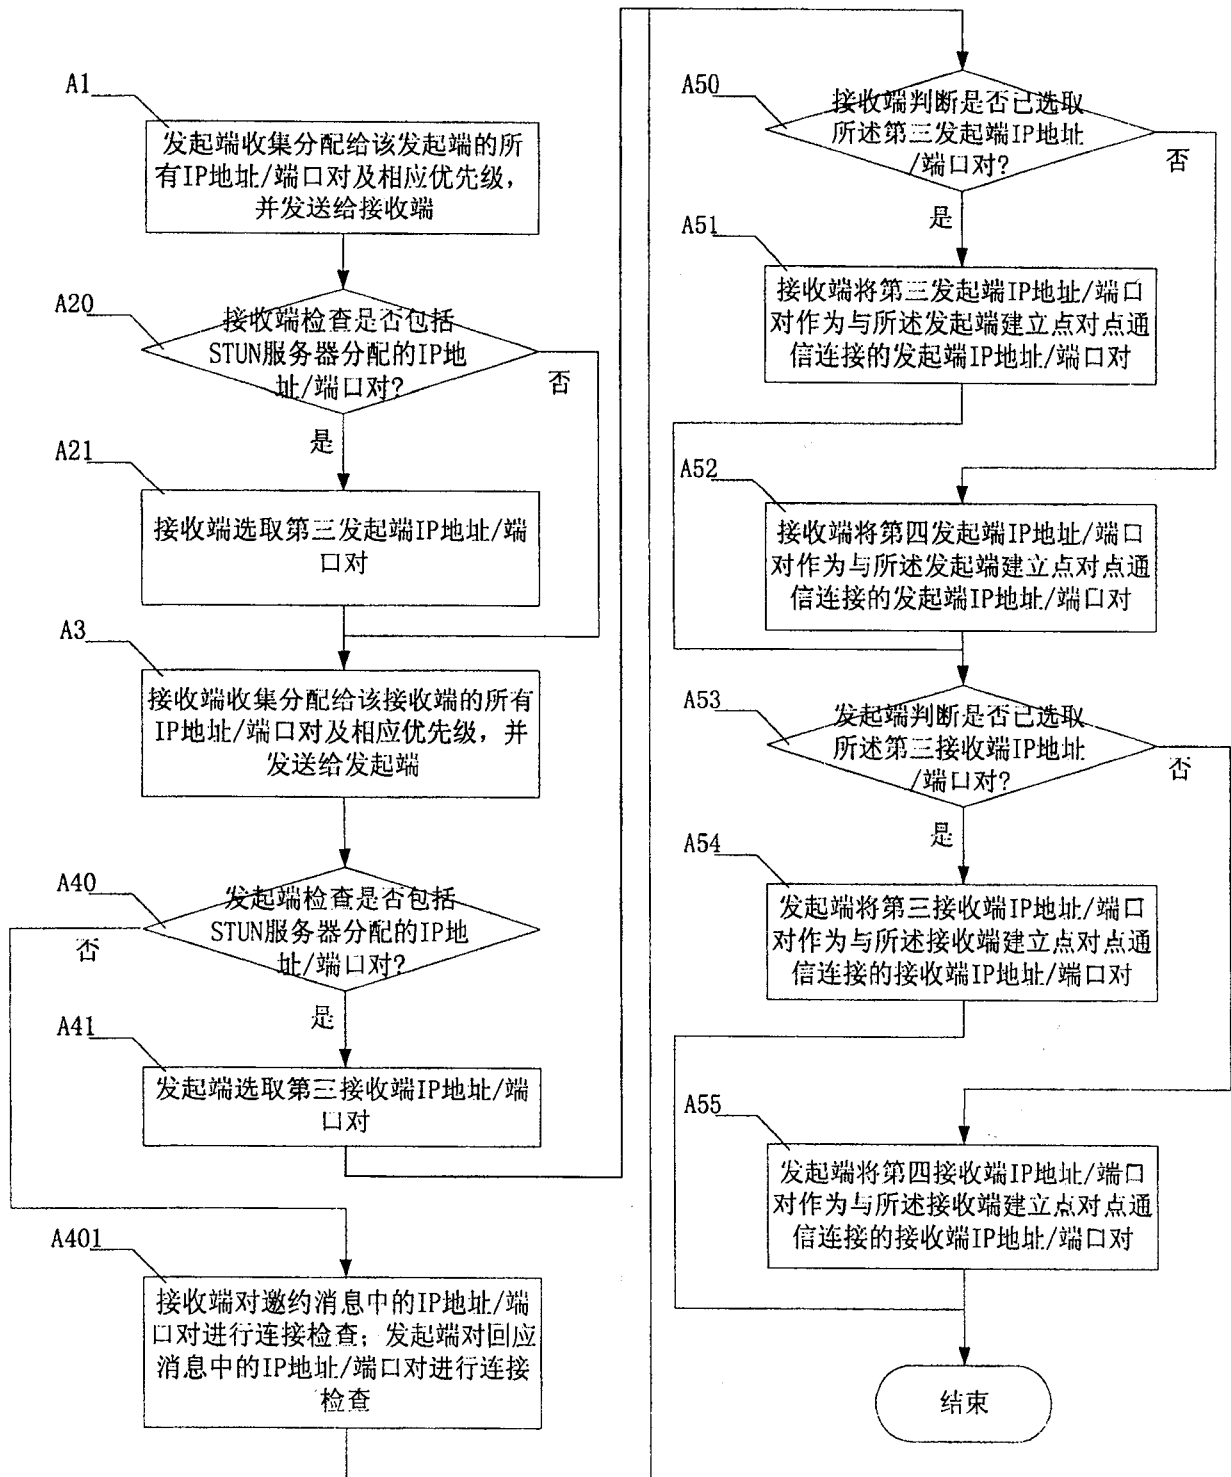 A1
发起端收集分配给该发起端的所
有IP地址/端口对及相应优先级，
并发送给接收端
A20
接收端检查是否包括
STUN服务器分配的IP地
址/端口对?
否
是
A21
接收端选取第三发起端IP地址/端
口对
A3
接收端收集分配给该接收端的所有
IP地址/端口对及相应优先级，并
发送给发起端
A40
发起端检查是否包括
STUN服务器分配的IP地
址/端口对?
否
是
A41
发起端选取第三接收端IP地址/端
口对
A401
接收端对邀约消息中的IP地址/端
口对进行连接检查；发起端对回应
消息中的IP地址/端口对进行连接
检查
A50
接收端判断是否已选取
所述第三发起端IP地址
/端口对?
否
是
A51
接收端将第三发起端IP地址/端口
对作为与所述发起端建立点对点通
信连接的发起端IP地址/端口对
A52
接收端将第四发起端IP地址/端口
对作为与所述发起端建立点对点通
信连接的发起端IP地址/端口对
A53
发起端判断是否已选取
所述第三接收端IP地址
/端口对?
否
是
A54
发起端将第三接收端IP地址/端口
对作为与所述接收端建立点对点通
信连接的接收端IP地址/端口对
A55
发起端将第四接收端IP地址/端口
对作为与所述接收端建立点对点通
信连接的接收端IP地址/端口对
结束